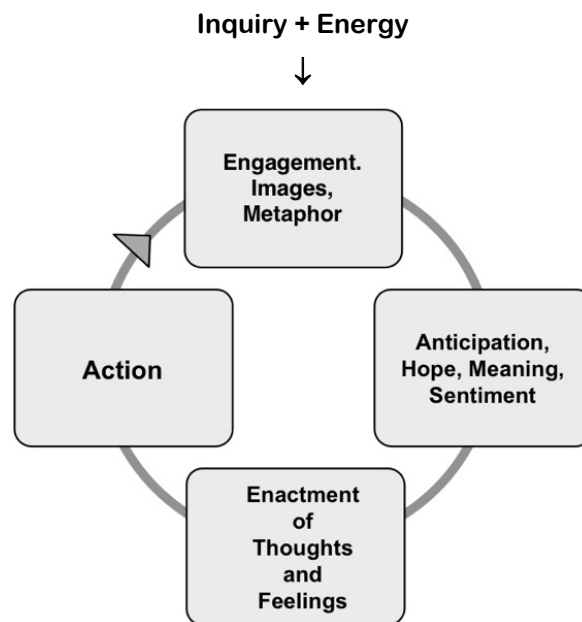 Inquiry + Energy
↓
Engagement.
Images,
Metaphor
Anticipation,
Hope, Meaning,
Sentiment
Action
Enactment
of
Thoughts
and
Feelings